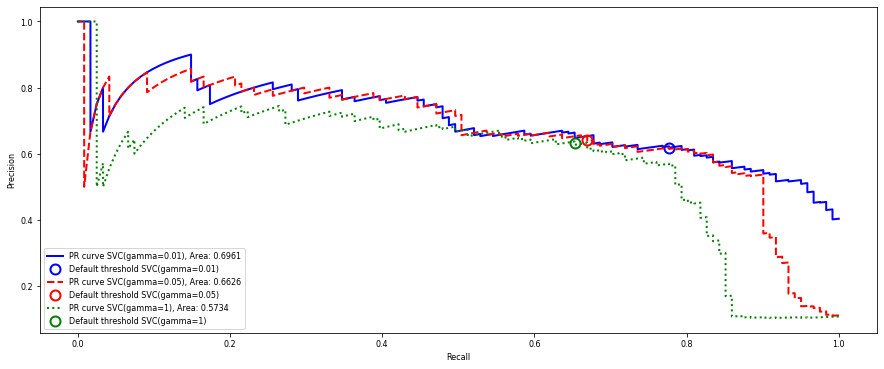 1.0
0.8
0.6
0.4
0.2
Precision
PR curve SVC(gamma=0.01), Area: 0.6961
Default threshold SVC(gamma=0.01)
PR curve SVC(gamma=0.05), Area: 0.6626
Default threshold SVC(gamma=0.05)
PR curve SVC(gamma=1), Area: 0.5734
Default threshold SVC(gamma=1)
0.0
0.2
0.4
0.6
0.8
1.0
Recall